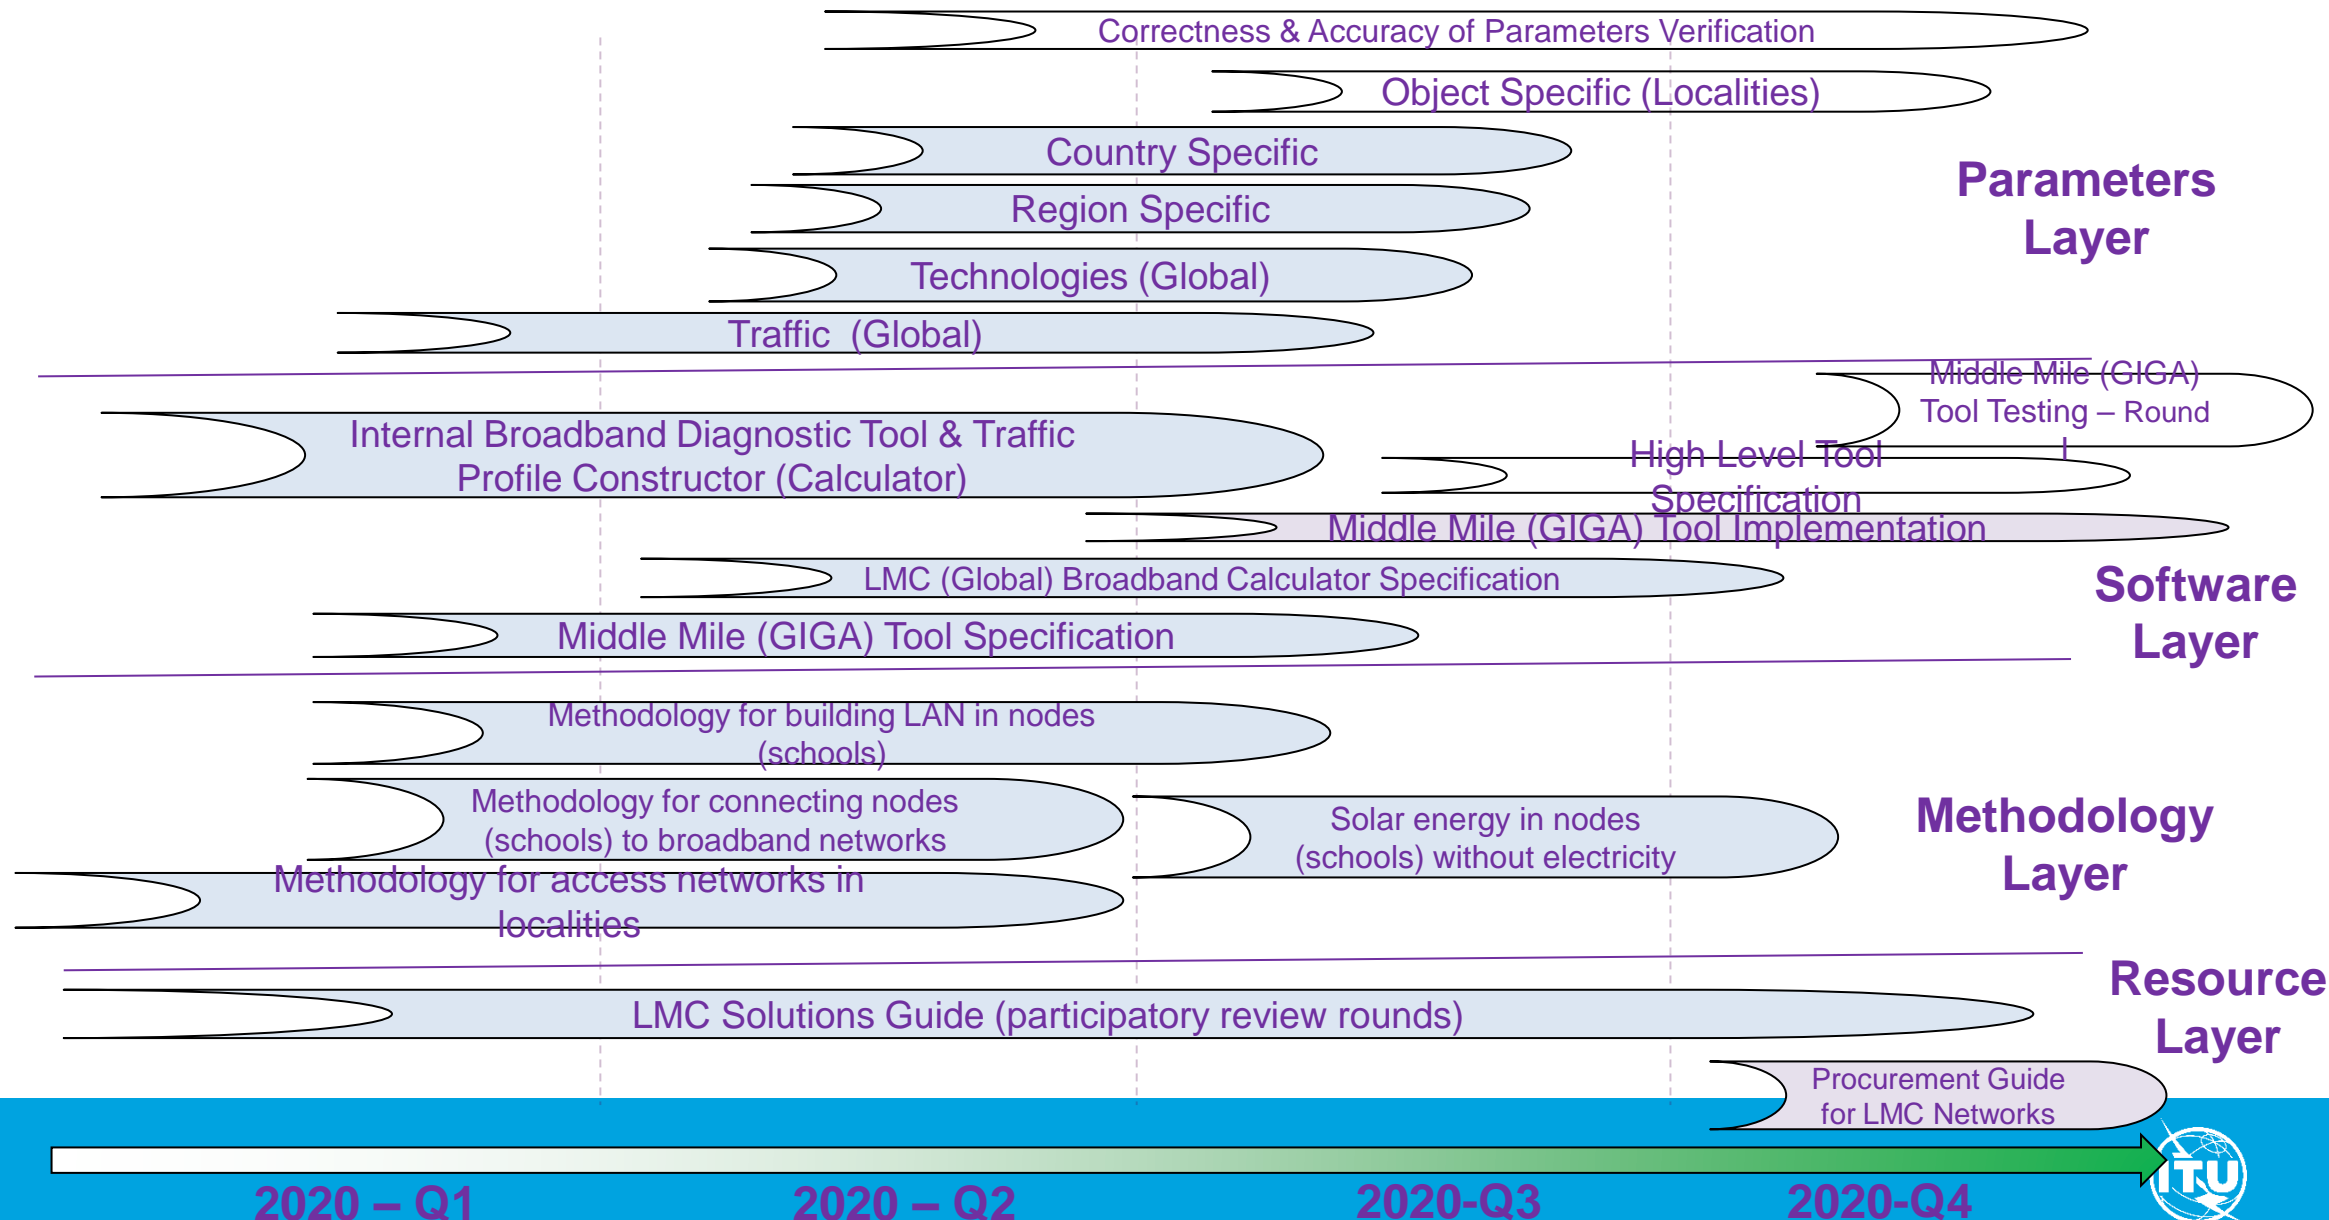 Correctness & Accuracy of Parameters Verification
Object Specific (Localities)
Country Specific
Region Specific
Technologies (Global)
Traffic (Global)
Parameters
Layer
Middle Mile (GIGA)
Tool Testing – Round
I
Internal Broadband Diagnostic Tool & Traffic
Profile Constructor (Calculator)
High Level Tool
Specification
Middle Mile (GIGA) Tool Implementation
LMC (Global) Broadband Calculator Specification
Middle Mile (GIGA) Tool Specification
Software
Layer
Methodology for building LAN in nodes
(schools)
Methodology for connecting nodes
(schools) to broadband networks
Solar energy in nodes
(schools) without electricity
Methodology for access networks in
localities
Methodology
Layer
LMC Solutions Guide (participatory review rounds)
Resource
Layer
Procurement Guide
for LMC Networks
2020 – Q1
2020 – Q2
2020-Q3
2020-Q4
ITU